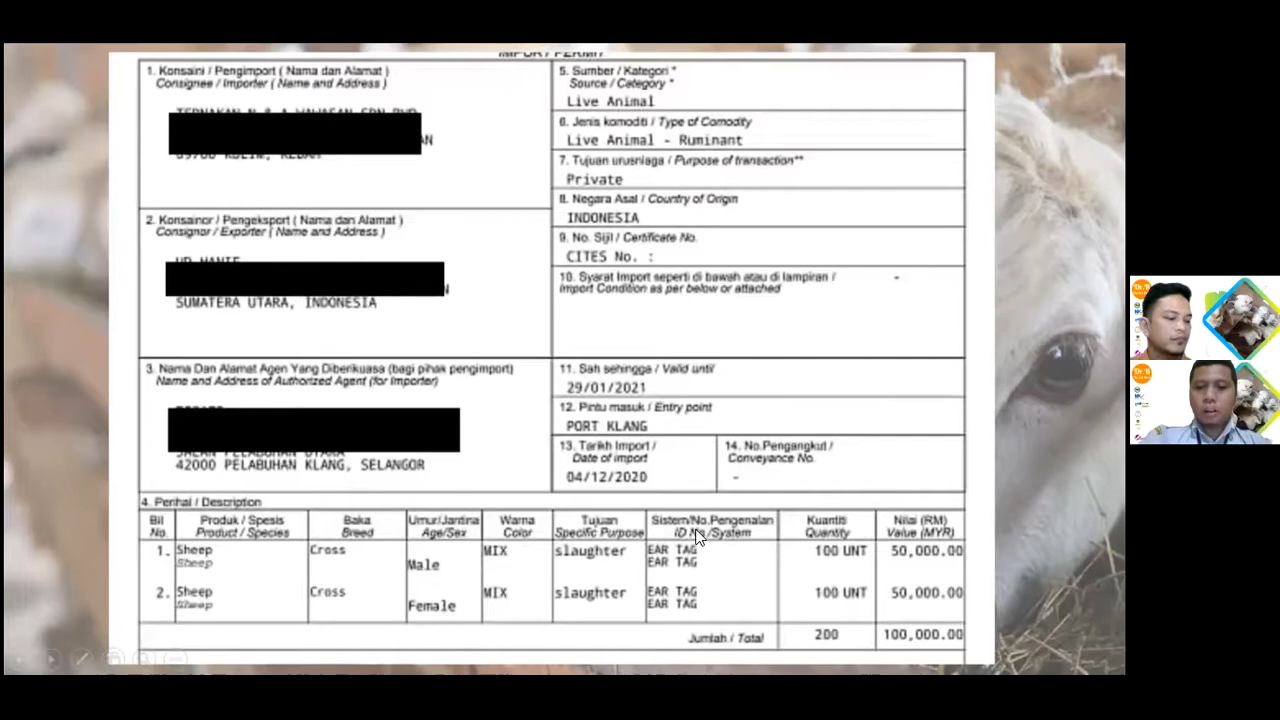 IMPORT PERMIT
1. Konsaini / Pengimport ( Nama dan Alamat )
Consignee / Importer ( Name and Address )
AN
2. Konsainor / Pengeksport ( Nama dan Alamat )
Consignor / Exporter ( Name and Address )
UD HANIF
N
SUMATERA UTARA, INDONESIA
3. Nama Dan Alamat Agen Yang Diberikuasa (bagi pihak pengimport)
Name and Address of Authorized Agent (for Importer)
JALAN PELABUHAN UTARA
42000 PELABUHAN KLANG, SELANGOR
5. Sumber / Kategori *
Source / Category *
Live Animal
6. Jenis komoditi / Type of Comodity
Live Animal - Ruminant
7. Tujuan urusniaga / Purpose of transaction**
Private
8. Negara Asal / Country of Origin
INDONESIA
9. No. Sijil / Certificate No.
CITES No. :
10. Syarat Import seperti di bawah atau di lampiran / -
Import Condition as per below or attached
11. Sah sehingga / Valid until
29/01/2021
12. Pintu masuk / Entry point
PORT KLANG
13. Tarikh Import /
Date of import
04/12/2020
14. No.Pengangkut /
Conveyance No.
-
4. Perihal / Description
Bil Produk / Spesis Baka Umur/Jantina Warna Tujuan Sistem/No.Pengenalan Kuantiti Nilai (RM)
No. Product / Species Breed Age/Sex Color Specific Purpose ID No./System Quantity Value (MYR)
1. Sheep Cross MIX slaughter EAR TAG 100 UNT 50,000.00
Sheep Male EAR TAG
2. Sheep Cross MIX slaughter EAR TAG 100 UNT 50,000.00
Sheep Female EAR TAG
Jumlah / Total 200 100,000.00